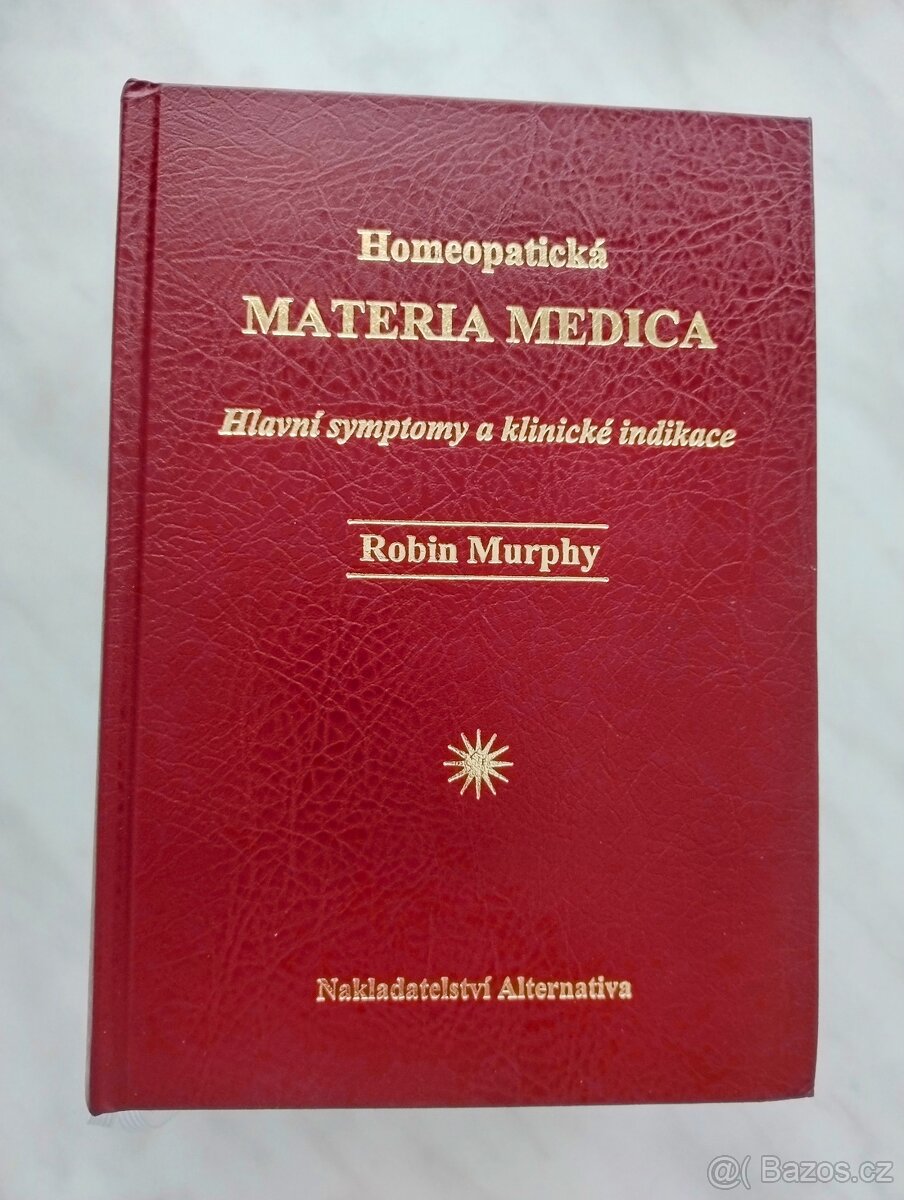 Homeopatická
MATERIA MEDICA
Hlavní symptomy a klinické indikace
Robin Murphy
Nakladatelství Alternativa
@( Bazos.cz